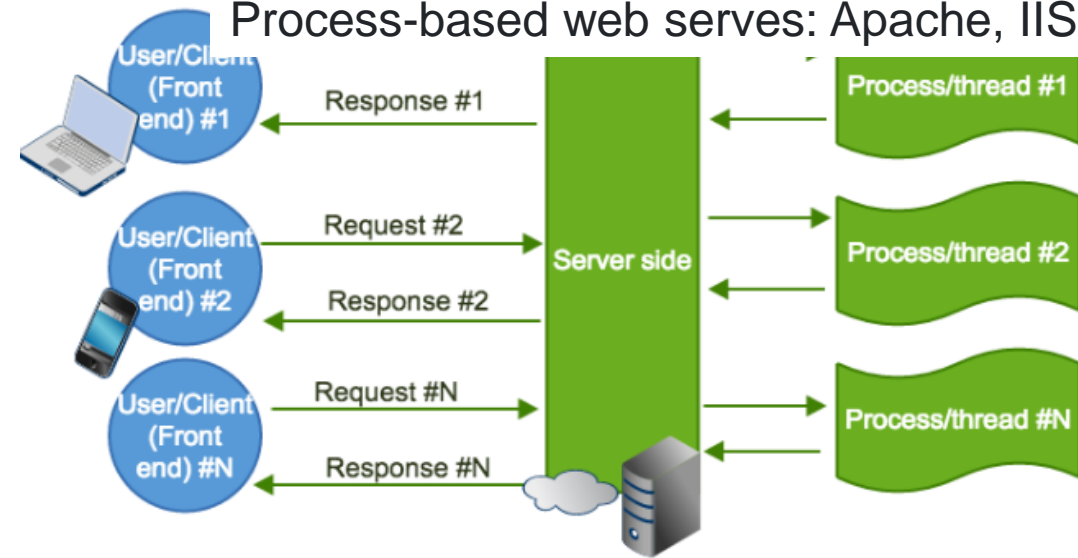 Process-based web serves: Apache, IIS
User/Client
(Front
end) #1
Response #1
Process/thread #1
User/Client
(Front
end) #2
Request #2
Response #2
Server side
Process/thread #2
User/Client
(Front
end) #N
Request #N
Response #N
Process/thread #N